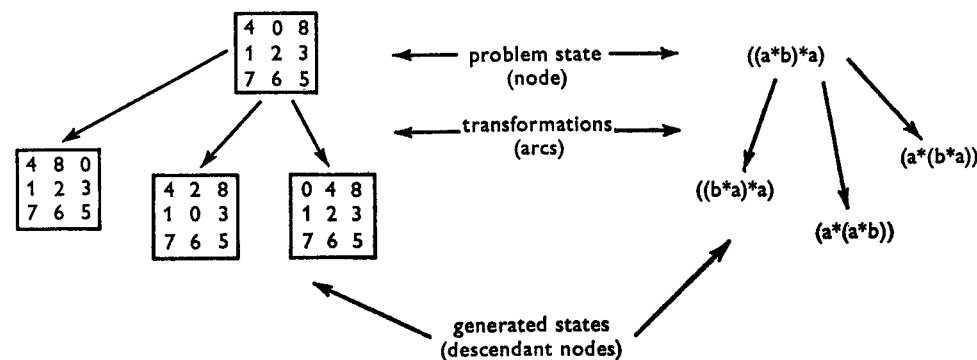 4 0 8
1 2 3
7 6 5
problem state
(node)
((a*b)*a)
transformations
(arcs)
4 8 0
1 2 3
7 6 5
4 2 8
1 0 3
7 6 5
0 4 8
1 2 3
7 6 5
((b*a)*a)
(a*(a*b))
(a*(b*a))
generated states
(descendant nodes)